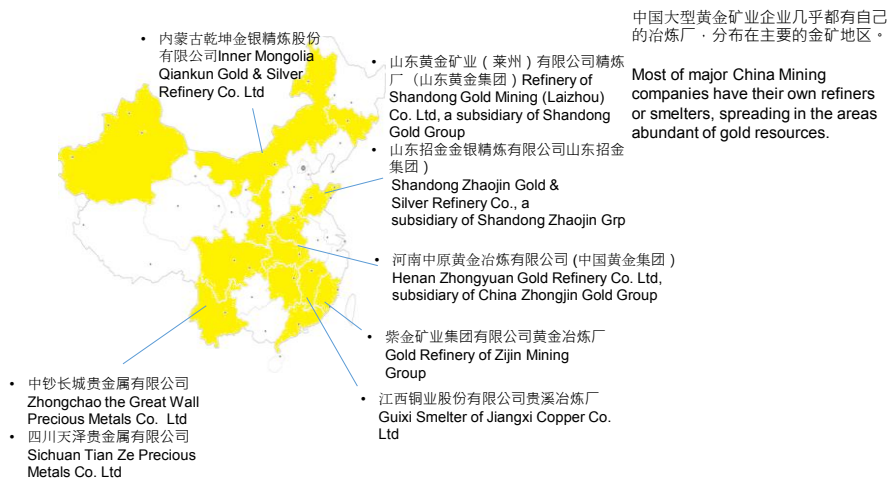 • 内蒙古乾坤金银精炼股份
有限公司Inner Mongolia
Qiankun Gold & Silver
Refinery Co. Ltd
• 山东黄金矿业（莱州）有限公司精炼
厂（山东黄金集团）Refinery of
Shandong Gold Mining (Laizhou)
Co. Ltd, a subsidiary of Shandong
Gold Group
• 山东招金金银精炼有限公司山东招金
集团）
Shandong Zhaojin Gold &
Silver Refinery Co., a
subsidiary of Shandong Zhaojin Grp
• 河南中原黄金冶炼有限公司 (中国黄金集团）
Henan Zhongyuan Gold Refinery Co. Ltd,
subsidiary of China Zhongjin Gold Group
• 紫金矿业集团有限公司黄金冶炼厂
Gold Refinery of Zijin Mining
Group
• 江西铜业股份有限公司贵溪冶炼厂
Guixi Smelter of Jiangxi Copper Co.
Ltd
• 中钞长城贵金属有限公司
Zhongchao the Great Wall
Precious Metals Co. Ltd
• 四川天泽贵金属有限公司
Sichuan Tian Ze Precious
Metals Co. Ltd
中国大型黄金矿业企业几乎都有自己
的冶炼厂，分布在主要的金矿地区。
Most of major China Mining
companies have their own refiners
or smelters, spreading in the areas
abundant of gold resources.